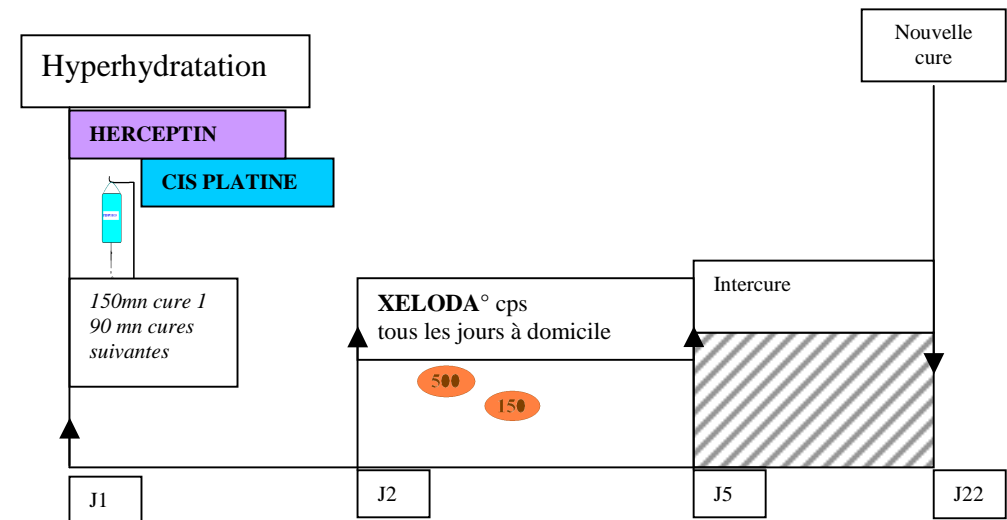 Nouvelle
cure
Hyperhydratation
HERCEPTIN
CIS PLATINE
150mn cure 1
90 mn cures
suivantes
XELODA° cps
tous les jours à domicile
Intercure
500
150
J1
J2
J5
J22